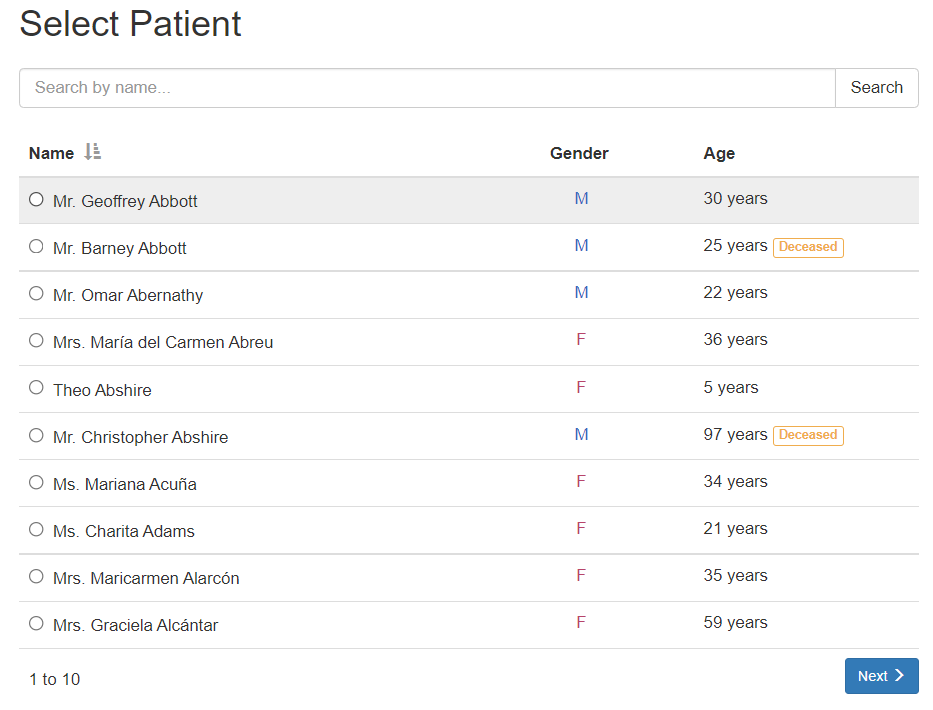 Select Patient
Search by name... Search
Name Gender Age
Mr. Geoffrey Abbott M 30 years
Mr. Barney Abbott M 25 years Deceased
Mr. Omar Abernathy M 22 years
Mrs. María del Carmen Abreu F 36 years
Theo Abshire F 5 years
Mr. Christopher Abshire M 97 years Deceased
Ms. Mariana Acuña F 34 years
Ms. Charita Adams F 21 years
Mrs. Maricarmen Alarcón F 35 years
Mrs. Graciela Alcántar F 59 years
1 to 10 Next